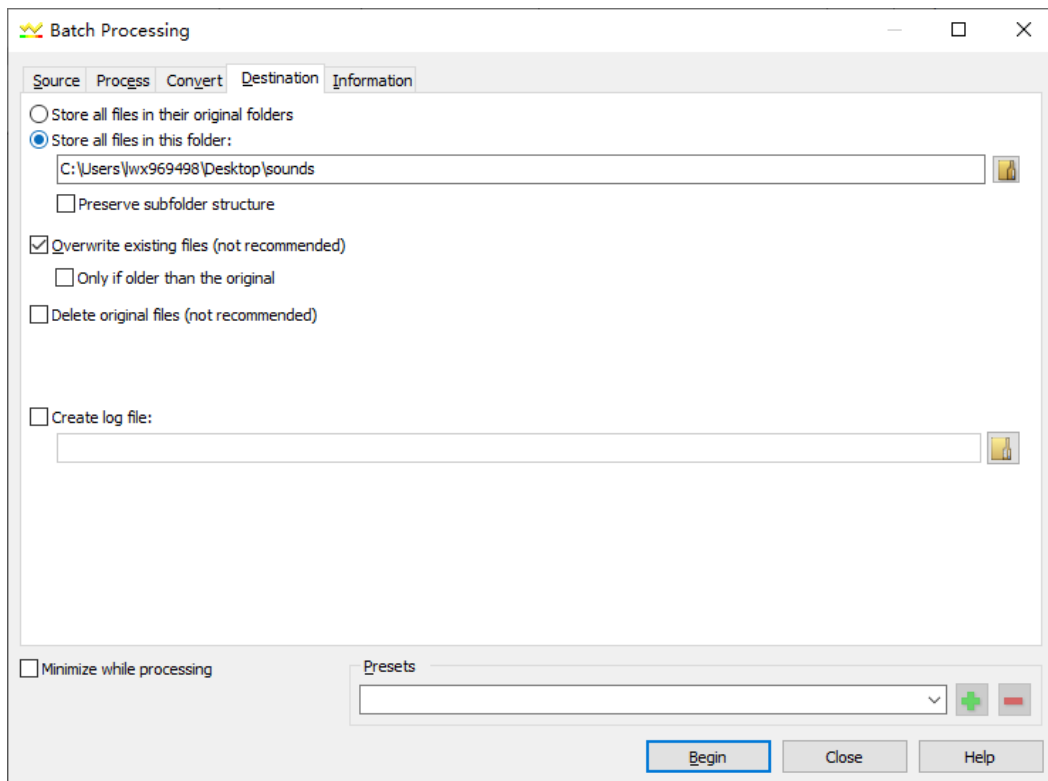 Batch Processing
Source Process Convert Destination Information
Store all files in their original folders
Store all files in this folder:
C:\Users\lwx969498\Desktop\sounds
Preserve subfolder structure
Overwrite existing files (not recommended)
Only if older than the original
Delete original files (not recommended)
Create log file:
Minimize while processing
Presets
Begin Close Help